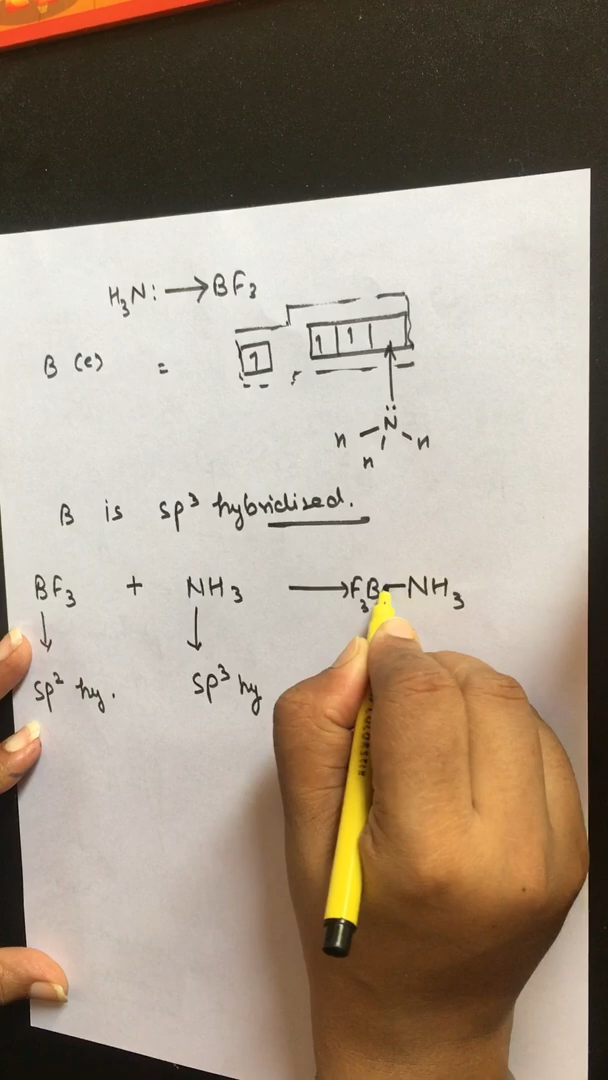 H₃N: → BF₃
B (e) = 1 , 1 1
N̈
H H
H
B is sp³ hybridised.
BF₃ + NH₃ → F₃B←NH₃
↓ ↓
sp² hy. sp³ hy